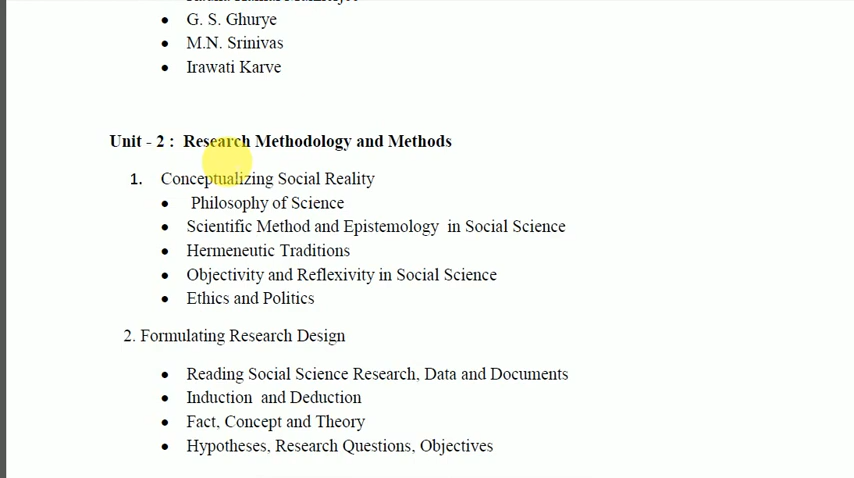 • G. S. Ghurye
• M.N. Srinivas
• Irawati Karve
Unit - 2 : Research Methodology and Methods
1. Conceptualizing Social Reality
• Philosophy of Science
• Scientific Method and Epistemology in Social Science
• Hermeneutic Traditions
• Objectivity and Reflexivity in Social Science
• Ethics and Politics
2. Formulating Research Design
• Reading Social Science Research, Data and Documents
• Induction and Deduction
• Fact, Concept and Theory
• Hypotheses, Research Questions, Objectives